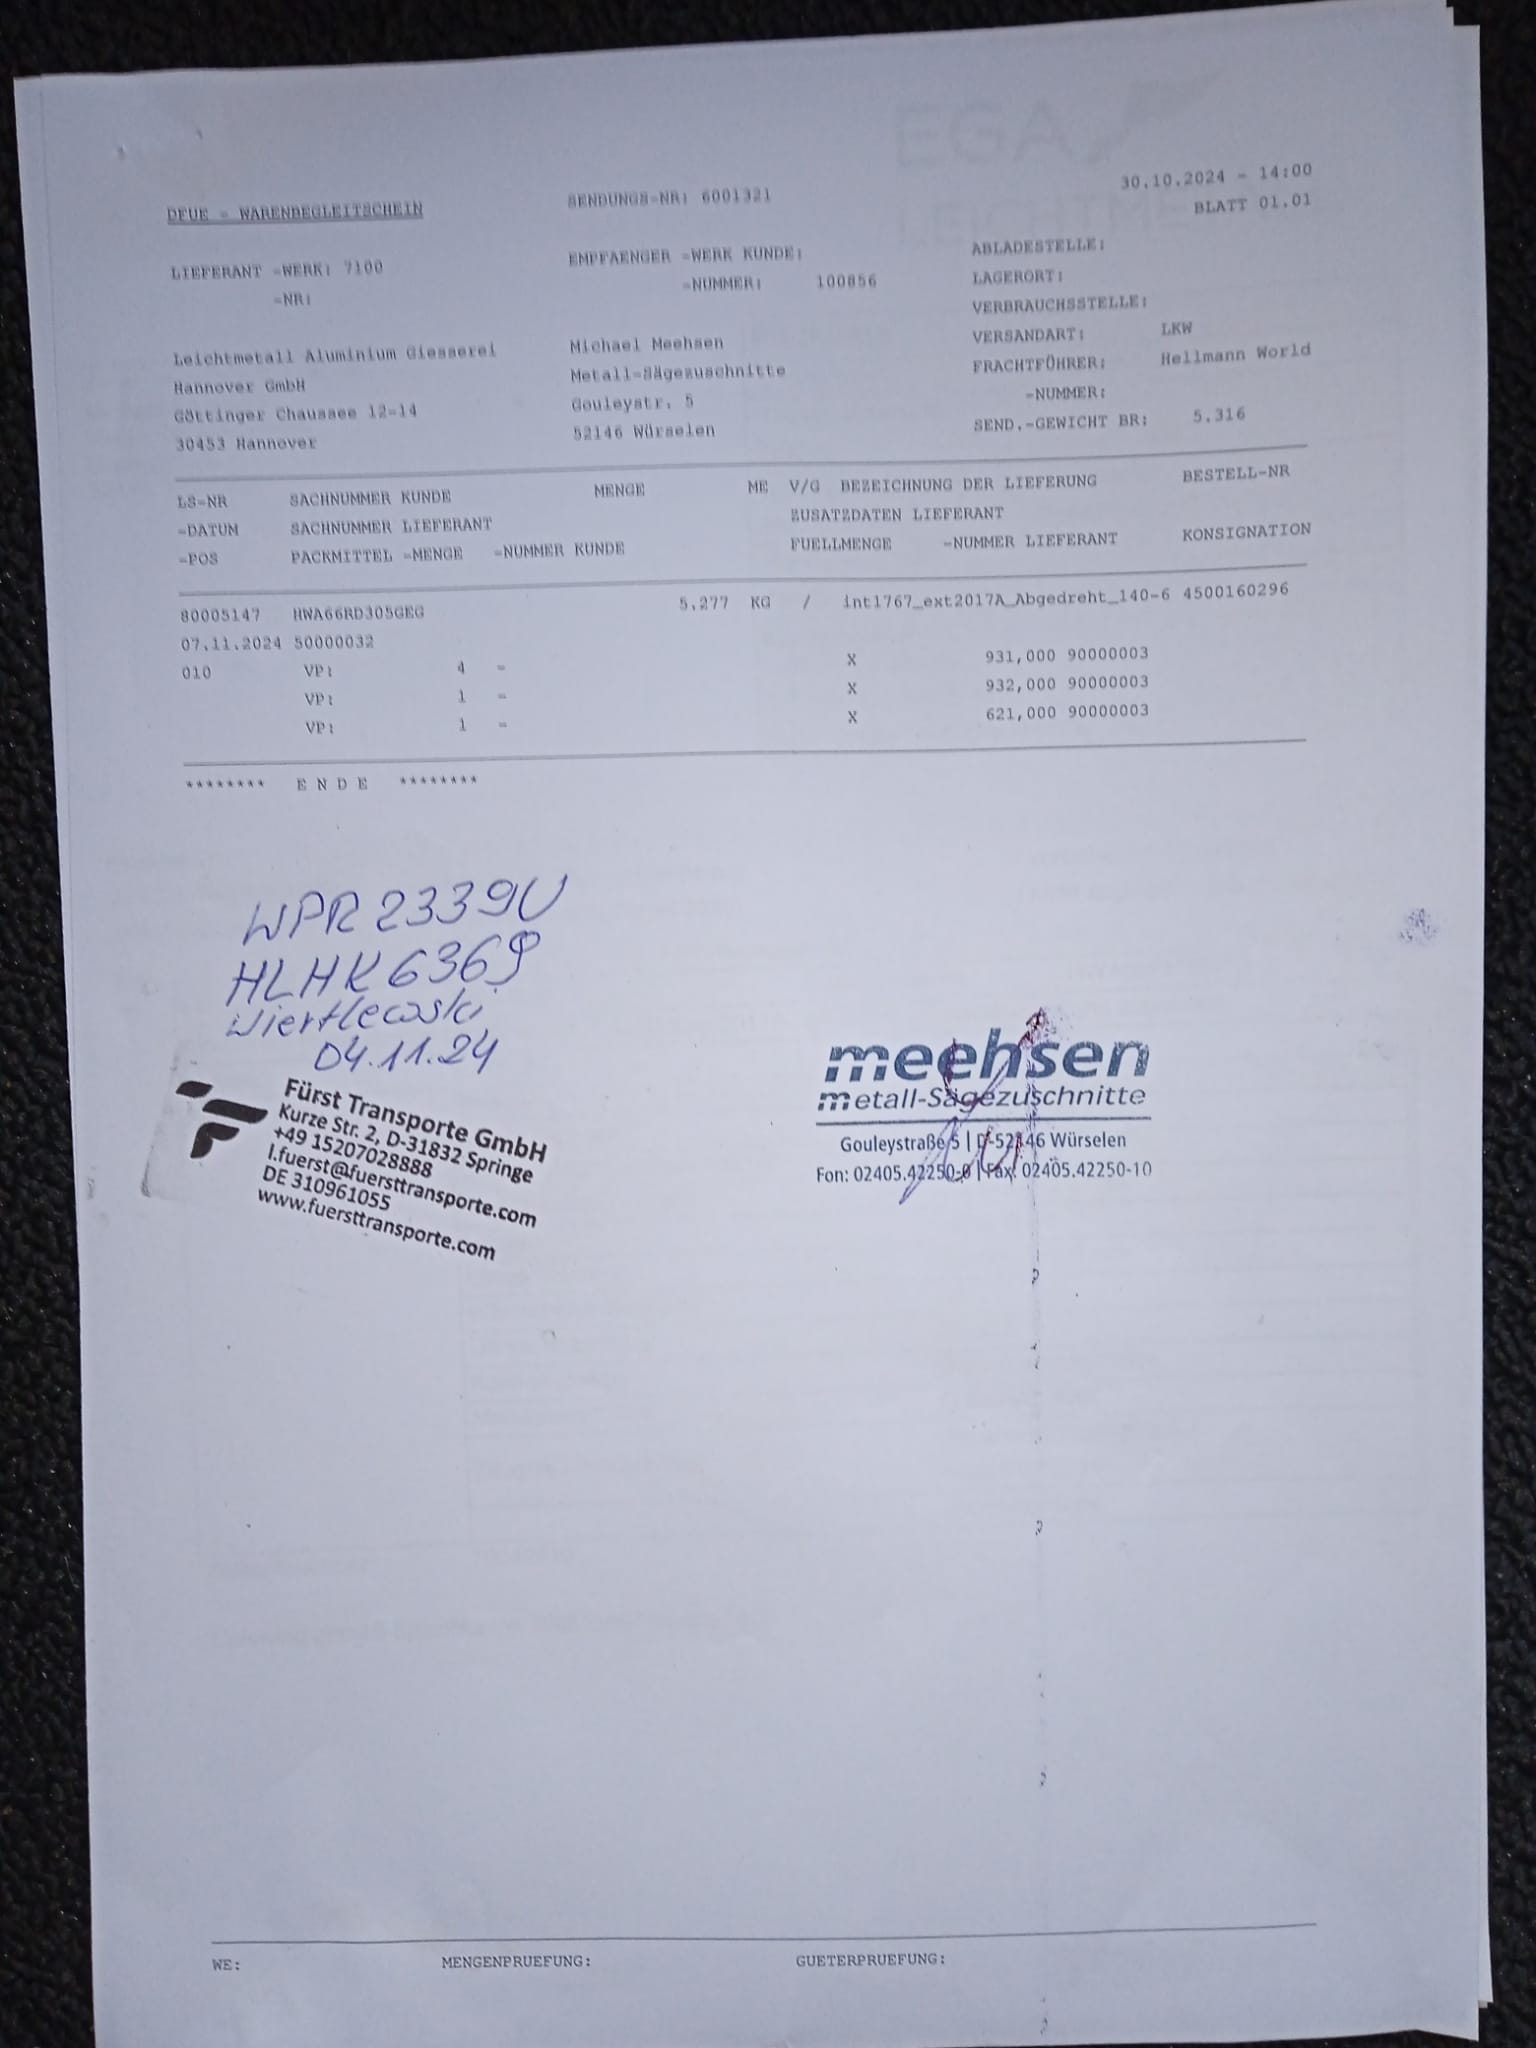 DFUE - WARENBEGLEITSCHEIN
SENDUNGS-NR: 6001321
30.10.2024 - 14:00
BLATT 01.01
LIEFERANT -WERK: 7100
-NR:
EMPFAENGER -WERK KUNDE:
-NUMMER: 100856
ABLADESTELLE:
LAGERORT:
VERBRAUCHSSTELLE:
VERSANDART: LKW
FRACHTFÜHRER: Hellmann World
-NUMMER:
SEND.-GEWICHT BR: 5.316
Leichtmetall Aluminium Giesserei
Hannover GmbH
Göttinger Chaussee 12-14
30453 Hannover
Michael Meehsen
Metall-Sägezuschnitte
Gouleystr. 5
52146 Würselen
LS-NR SACHNUMMER KUNDE MENGE ME V/G BEZEICHNUNG DER LIEFERUNG BESTELL-NR
-DATUM SACHNUMMER LIEFERANT ZUSATZDATEN LIEFERANT
-POS PACKMITTEL -MENGE -NUMMER KUNDE FUELLMENGE -NUMMER LIEFERANT KONSIGNATION
80005147 HWA66RD305GEG 5.277 KG / int1767_ext2017A_Abgedreht_140-6 4500160296
07.11.2024 50000032
010 VP: 4 - X 931,000 90000003
VP: 1 - X 932,000 90000003
VP: 1 - X 621,000 90000003
******** E N D E ********
WPR 2339U
HLHK 6369
Wiertlewski
04.11.24
Fürst Transporte GmbH
Kurze Str. 2, D-31832 Springe
+49 15207028888
l.fuerst@fuersttransporte.com
DE 310961055
www.fuersttransporte.com
meehsen
metall-Sägezuschnitte
Gouleystraße 5 | D-52146 Würselen
Fon: 02405.42250-0 | Fax: 02405.42250-10
WE: MENGENPRUEFUNG: GUETERPRUEFUNG: